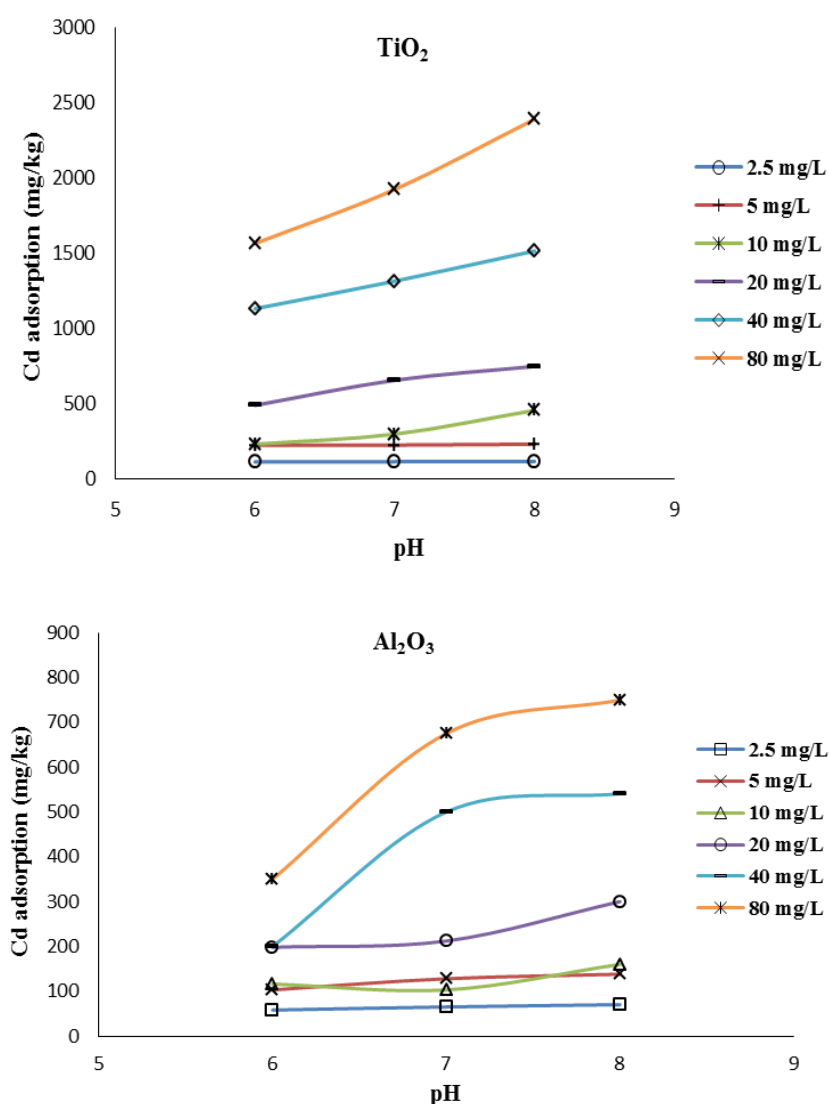 TiO₂
Cd adsorption (mg/kg)
3000
2500
2000
1500
1000
500
0
5 6 7 8 9
pH
2.5 mg/L
5 mg/L
10 mg/L
20 mg/L
40 mg/L
80 mg/L
Al₂O₃
Cd adsorption (mg/kg)
900
800
700
600
500
400
300
200
100
0
5 6 7 8 9
pH
2.5 mg/L
5 mg/L
10 mg/L
20 mg/L
40 mg/L
80 mg/L